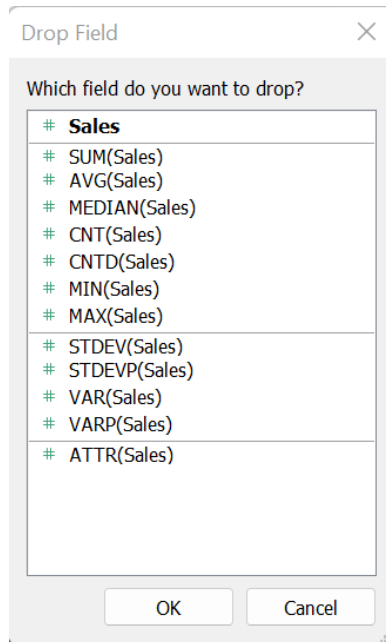 Drop Field
Which field do you want to drop?
# Sales
# SUM(Sales)
# AVG(Sales)
# MEDIAN(Sales)
# CNT(Sales)
# CNTD(Sales)
# MIN(Sales)
# MAX(Sales)
# STDEV(Sales)
# STDEVP(Sales)
# VAR(Sales)
# VARP(Sales)
# ATTR(Sales)
OK Cancel